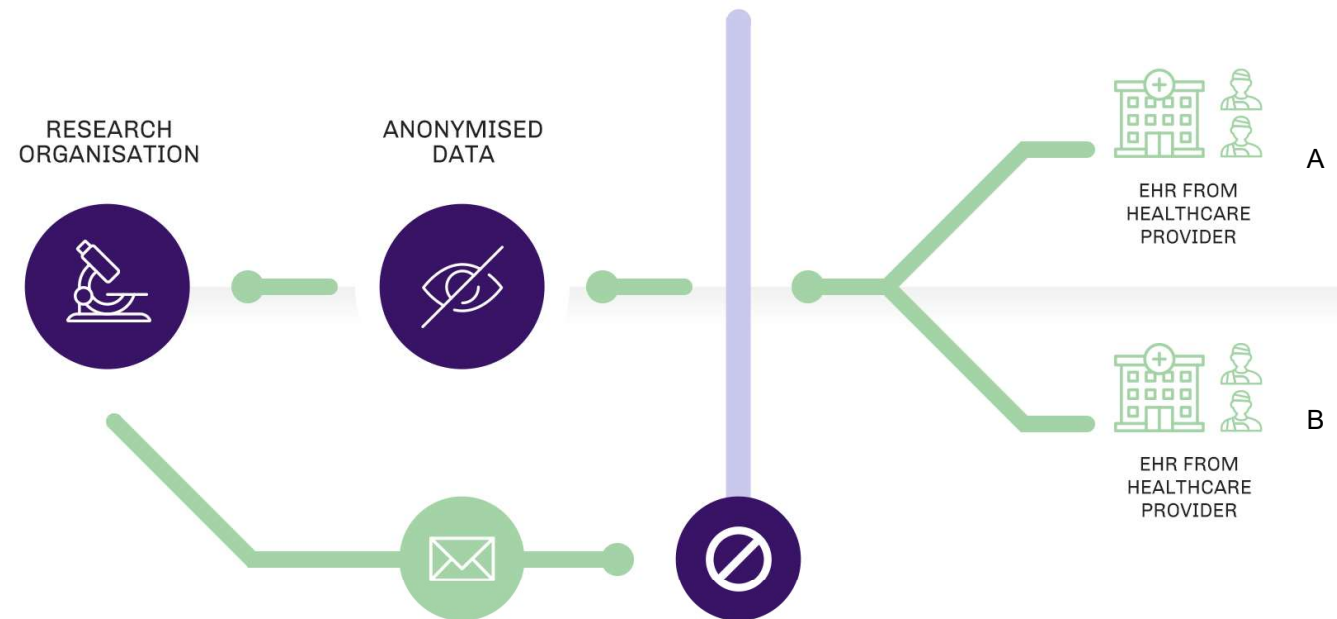 RESEARCH
ORGANISATION
ANONYMISED
DATA
EHR FROM
HEALTHCARE
PROVIDER
A
EHR FROM
HEALTHCARE
PROVIDER
B